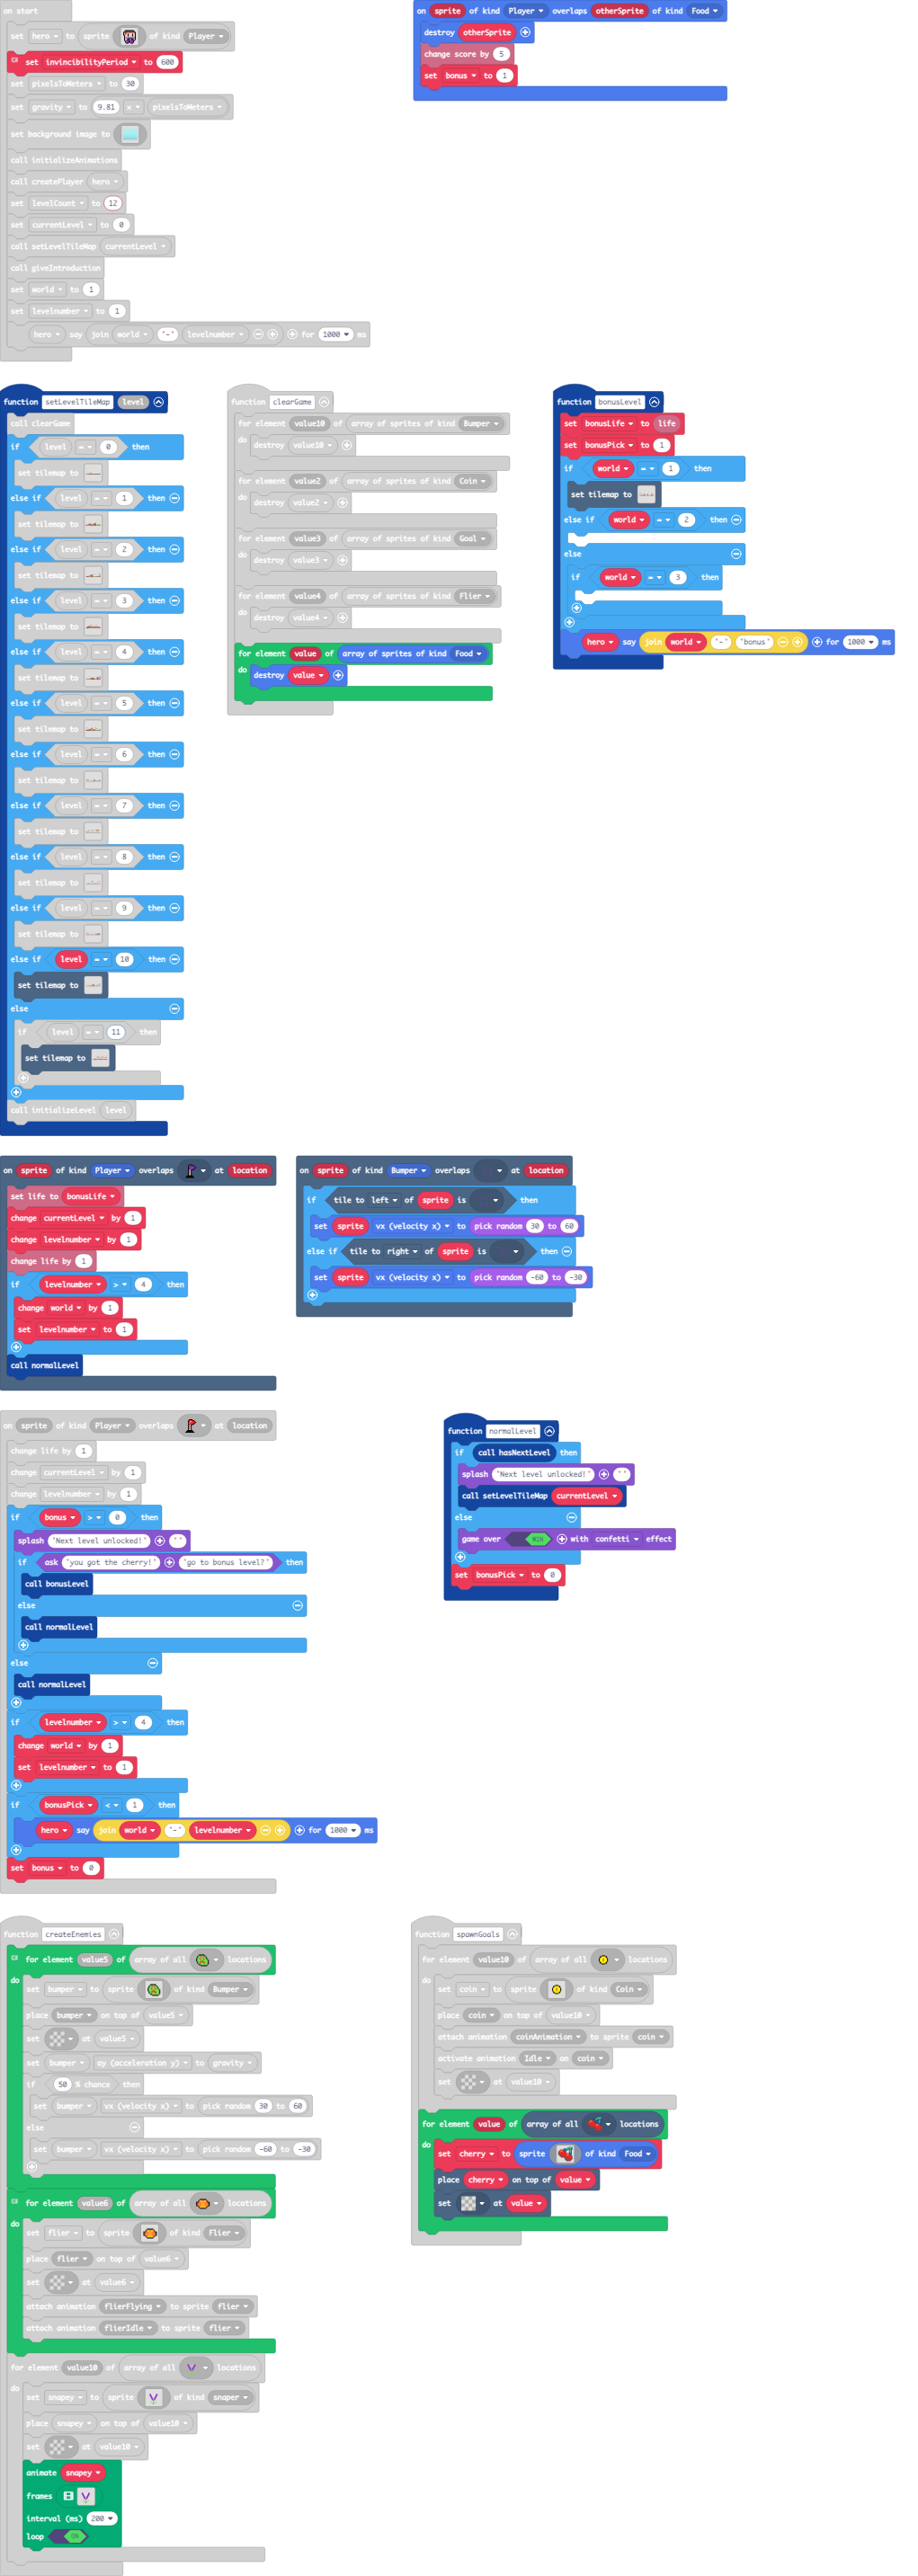 on start
set hero to sprite of kind Player
set invincibilityPeriod to 600
set pixelsToMeters to 30
set gravity to 9.81 × pixelsToMeters
set background image to
call initializeAnimations
call createPlayer hero
set levelCount to 12
set currentLevel to 0
call setLevelTileMap currentLevel
call giveIntroduction
set world to 1
set levelnumber to 1
hero say join world "-" levelnumber for 1000 ms
on sprite of kind Player overlaps otherSprite of kind Food
destroy otherSprite
change score by 5
set bonus to 1
function setLevelTileMap level
call clearGame
if level = 0 then
set tilemap to
else if level = 1 then
set tilemap to
else if level = 2 then
set tilemap to
else if level = 3 then
set tilemap to
else if level = 4 then
set tilemap to
else if level = 5 then
set tilemap to
else if level = 6 then
set tilemap to
else if level = 7 then
set tilemap to
else if level = 8 then
set tilemap to
else if level = 9 then
set tilemap to
else if level = 10 then
set tilemap to
else
if level = 11 then
set tilemap to
call initializeLevel level
function clearGame
for element value10 of array of sprites of kind Bumper
do
destroy value10
for element value2 of array of sprites of kind Coin
do
destroy value2
for element value3 of array of sprites of kind Goal
do
destroy value3
for element value4 of array of sprites of kind Flier
do
destroy value4
for element value of array of sprites of kind Food
do
destroy value
function bonusLevel
set bonusLife to life
set bonusPick to 1
if world = 1 then
set tilemap to
else if world = 2 then
else
if world = 3 then
hero say join world "-" "bonus" for 1000 ms
on sprite of kind Player overlaps at location
set life to bonusLife
change currentLevel by 1
change levelnumber by 1
change life by 1
if levelnumber > 4 then
change world by 1
set levelnumber to 1
call normalLevel
on sprite of kind Bumper overlaps at location
if tile to left of sprite is then
set sprite vx (velocity x) to pick random 30 to 60
else if tile to right of sprite is then
set sprite vx (velocity x) to pick random -60 to -30
on sprite of kind Player overlaps at location
change life by 1
change currentLevel by 1
change levelnumber by 1
if bonus > 0 then
splash "Next level unlocked!" ""
if ask "you got the cherry!" "go to bonus level?" then
call bonusLevel
else
call normalLevel
else
call normalLevel
if levelnumber > 4 then
change world by 1
set levelnumber to 1
if bonusPick < 1 then
hero say join world "-" levelnumber for 1000 ms
set bonus to 0
function normalLevel
if call hasNextLevel then
splash "Next level unlocked!" ""
call setLevelTileMap currentLevel
else
game over WIN with confetti effect
set bonusPick to 0
function createEnemies
for element value5 of array of all locations
do
set bumper to sprite of kind Bumper
place bumper on top of value5
set at value5
set bumper ay (acceleration y) to gravity
if 50 % chance then
set bumper vx (velocity x) to pick random 30 to 60
else
set bumper vx (velocity x) to pick random -60 to -30
for element value6 of array of all locations
do
set flier to sprite of kind Flier
place flier on top of value6
set at value6
attach animation flierFlying to sprite flier
attach animation flierIdle to sprite flier
for element value10 of array of all locations
do
set snapey to sprite of kind snaper
place snapey on top of value10
set at value10
animate snapey
frames
interval (ms) 200
loop ON
function spawnGoals
for element value10 of array of all locations
do
set coin to sprite of kind Coin
place coin on top of value10
attach animation coinAnimation to sprite coin
activate animation Idle on coin
set at value10
for element value of array of all locations
do
set cherry to sprite of kind Food
place cherry on top of value
set at value